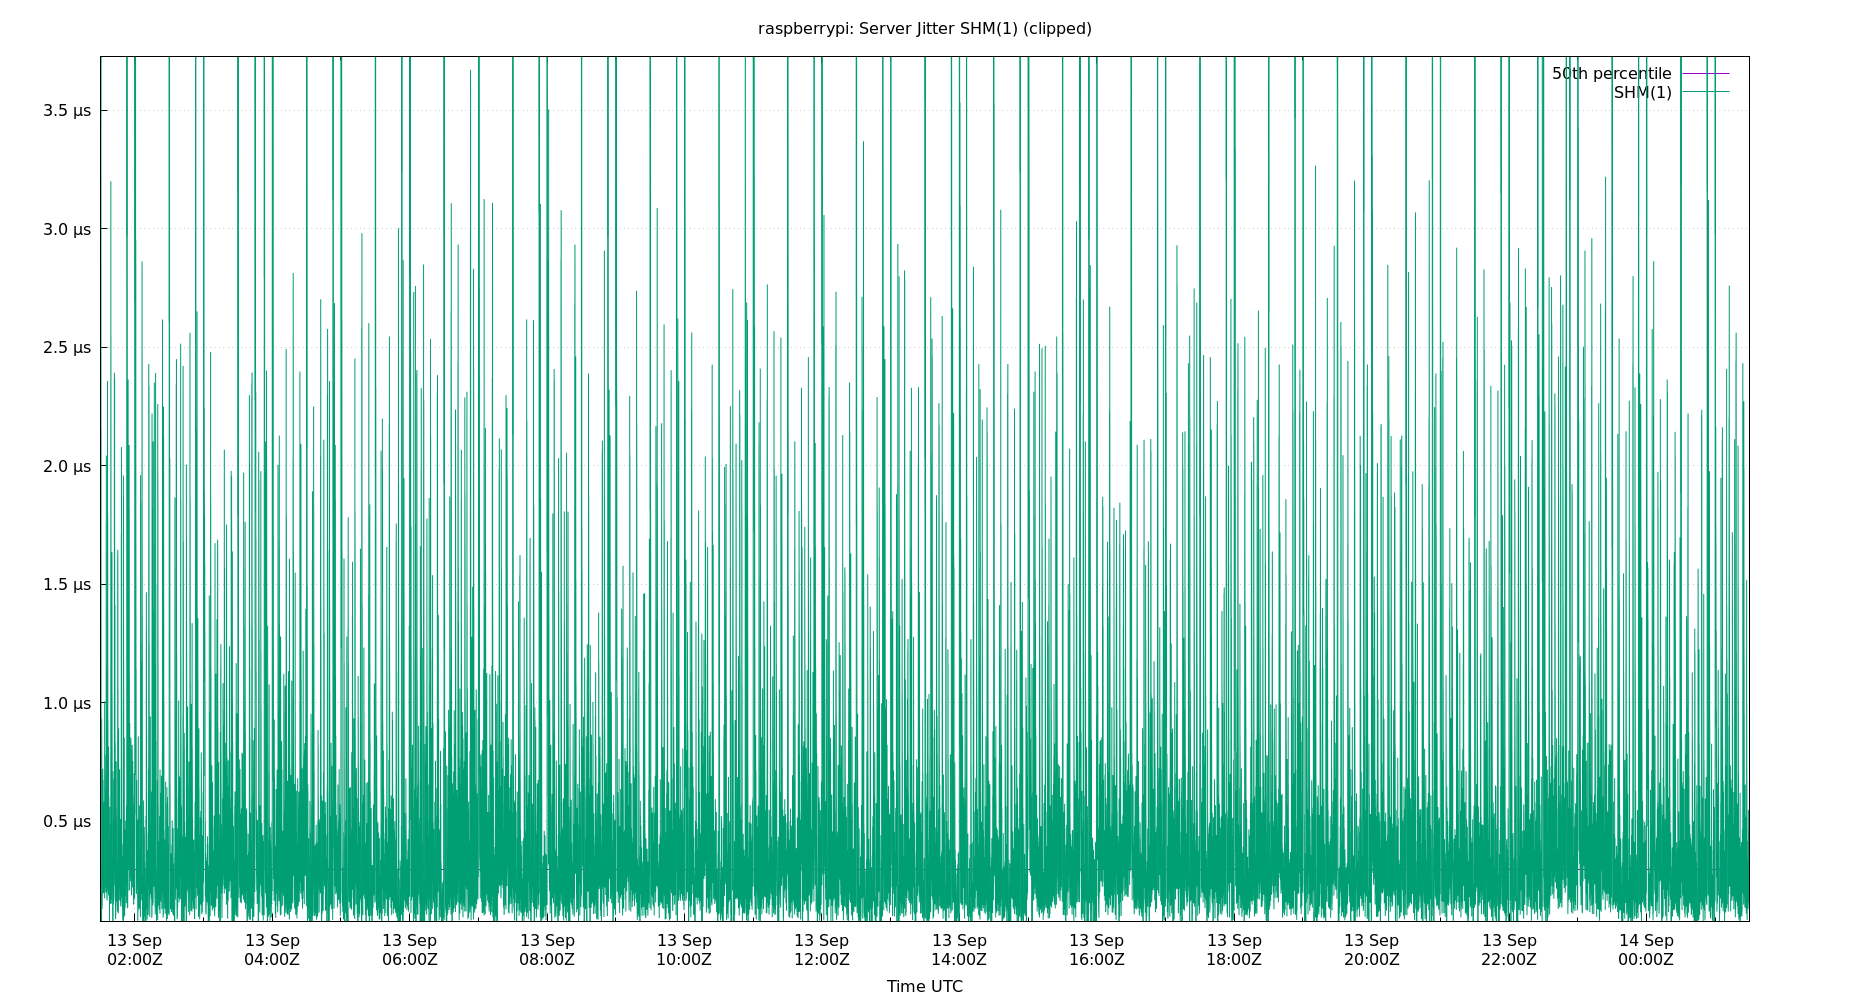 raspberrypi: Server Jitter SHM(1) (clipped)
50th percentile
SHM(1)
3.5 μs
3.0 μs
2.5 μs
2.0 μs
1.5 μs
1.0 μs
0.5 μs
13 Sep 13 Sep 13 Sep 13 Sep 13 Sep 13 Sep 13 Sep 13 Sep 13 Sep 13 Sep 13 Sep 14 Sep
02:00Z 04:00Z 06:00Z 08:00Z 10:00Z 12:00Z 14:00Z 16:00Z 18:00Z 20:00Z 22:00Z 00:00Z
Time UTC